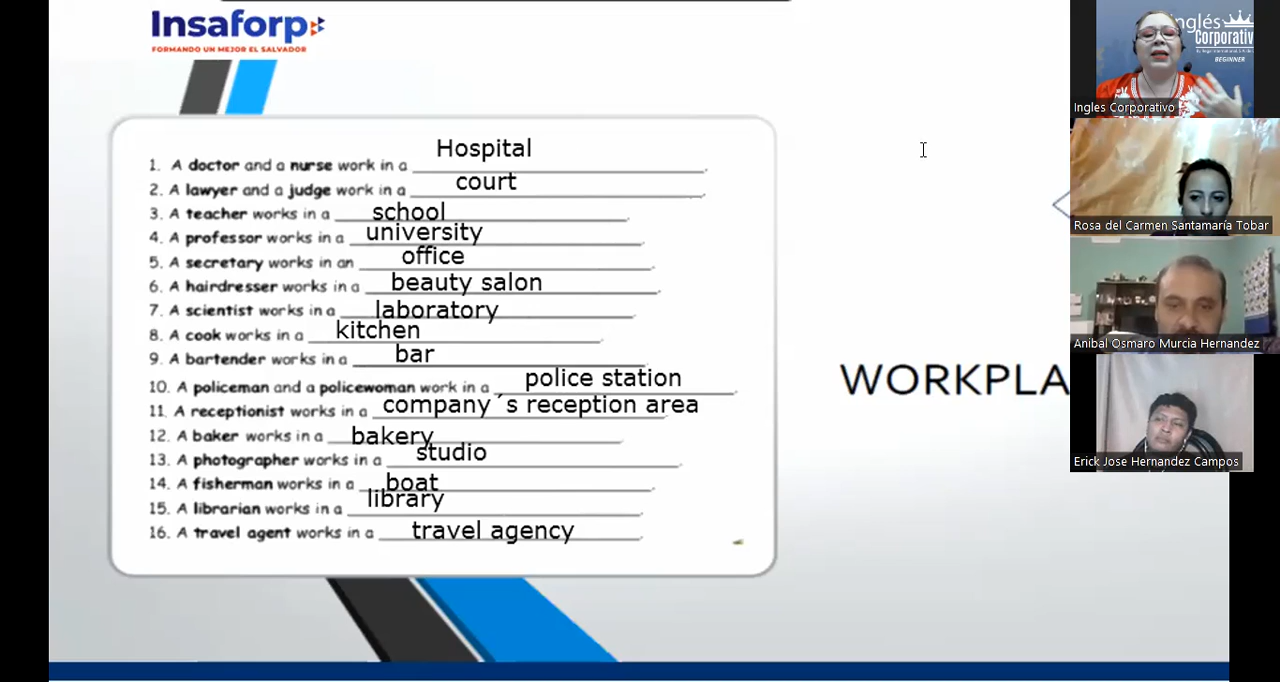 Insaforp
FORMANDO UN MEJOR EL SALVADOR
1. A doctor and a nurse work in a Hospital.
2. A lawyer and a judge work in a court.
3. A teacher works in a school.
4. A professor works in a university.
5. A secretary works in an office.
6. A hairdresser works in a beauty salon.
7. A scientist works in a laboratory.
8. A cook works in a kitchen.
9. A bartender works in a bar.
10. A policeman and a policewoman work in a police station.
11. A receptionist works in a company´s reception area.
12. A baker works in a bakery.
13. A photographer works in a studio.
14. A fisherman works in a boat.
15. A librarian works in a library.
16. A travel agent works in a travel agency.
WORKPLA
inglés
Corporativ
BEGINNER
Ingles Corporativo
Rosa del Carmen Santamaría Tobar
Anibal Osmaro Murcia Hernandez
Erick Jose Hernandez Campos